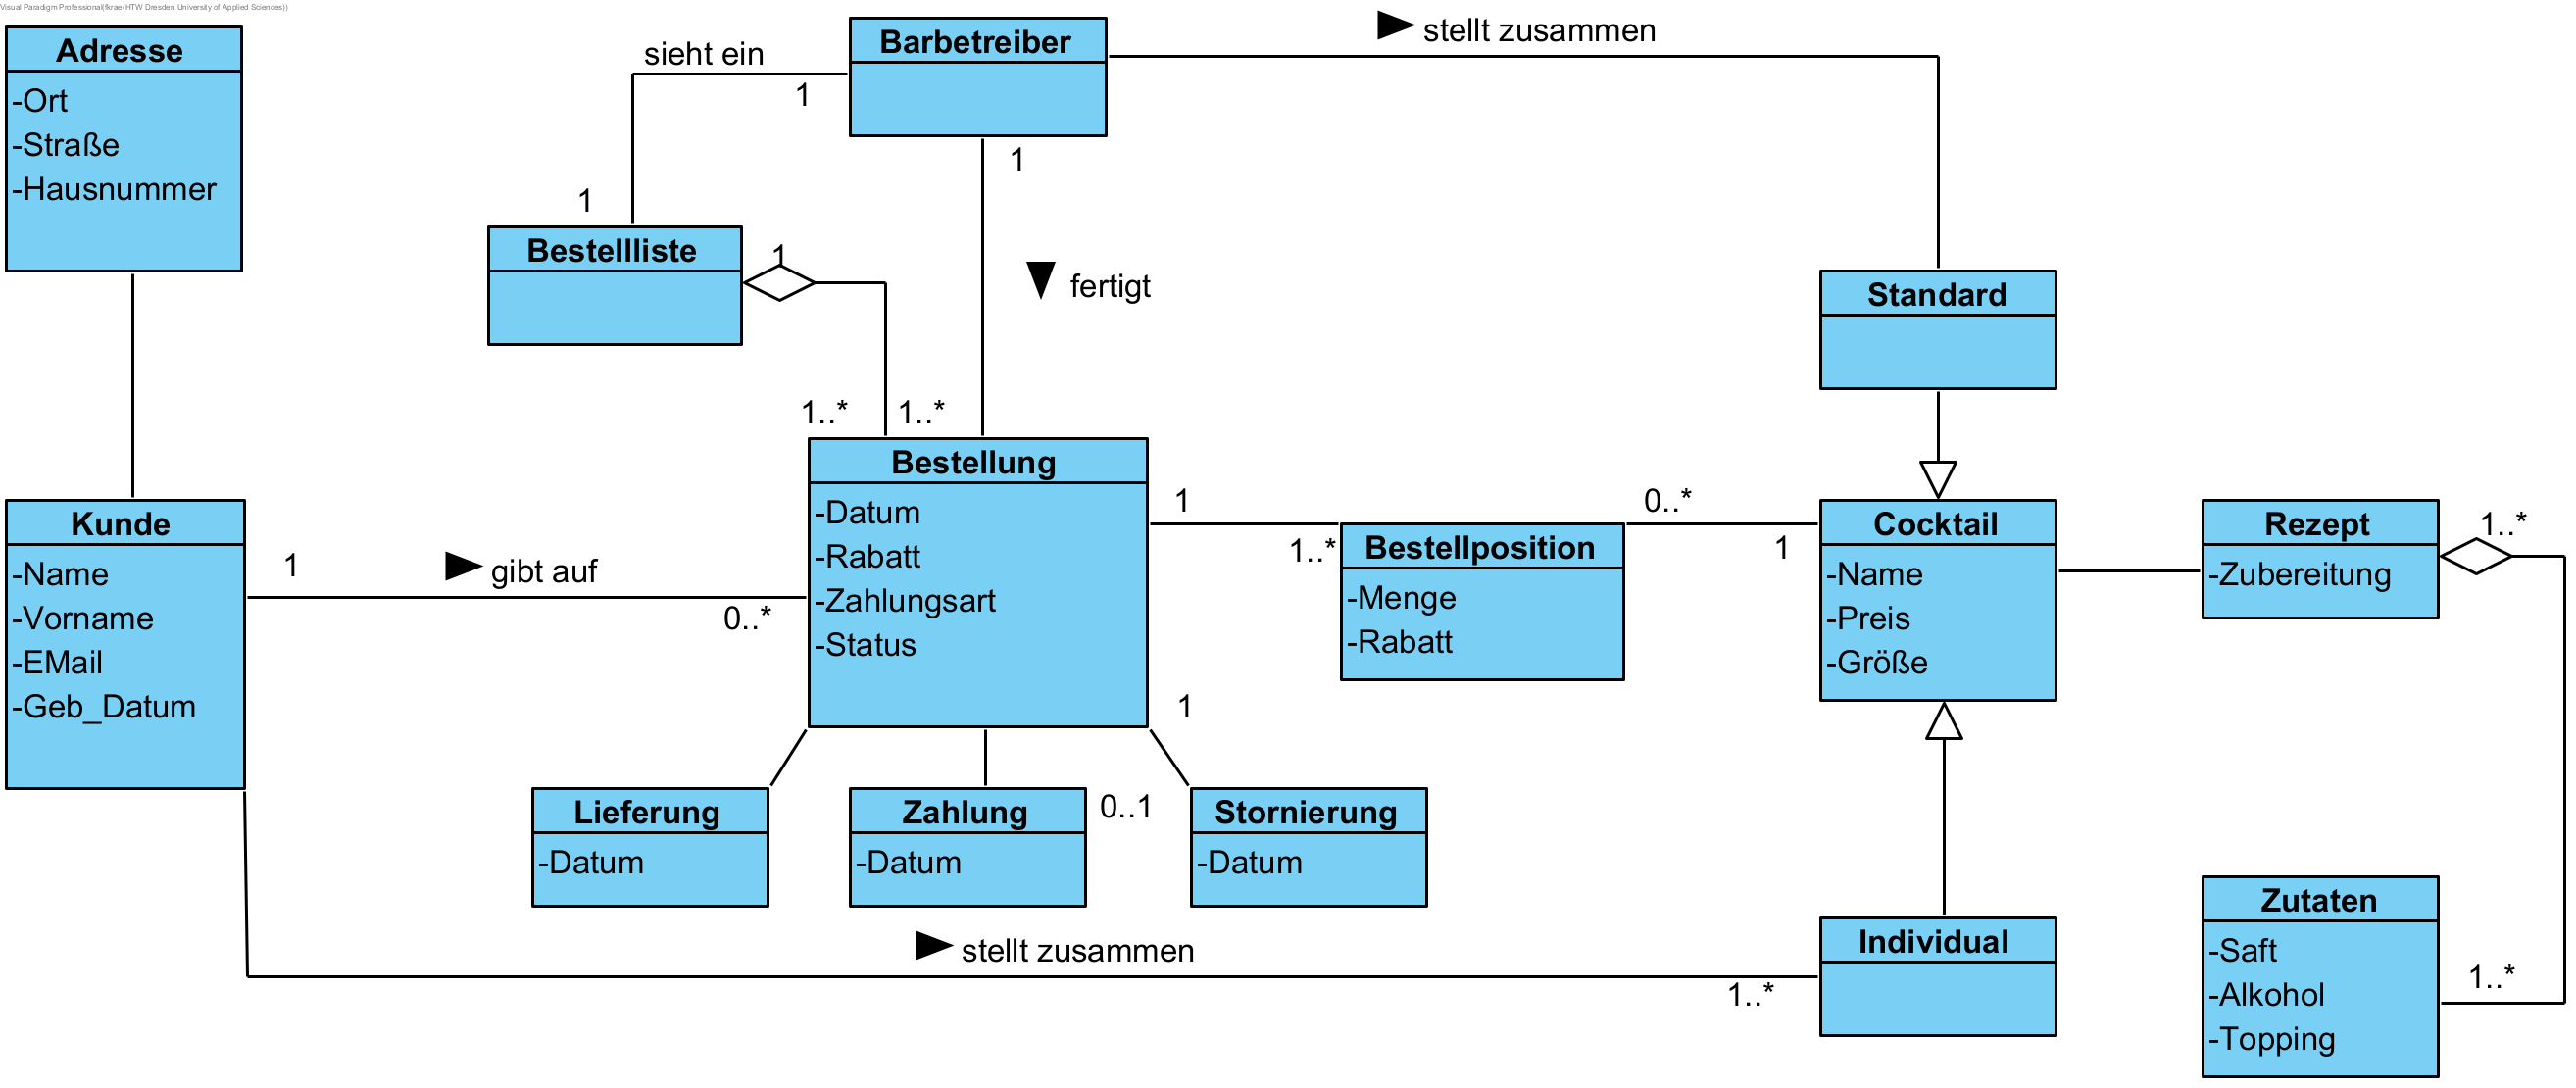 Visual Paradigm Professional(fkrae(HTW Dresden University of Applied Sciences))
Adresse
-Ort
-Straße
-Hausnummer
sieht ein
1
1
Barbetreiber
1
stellt zusammen
Bestellliste
1
fertigt
1..*
1..*
Standard
Kunde
-Name
-Vorname
-EMail
-Geb_Datum
1
gibt auf
0..*
Bestellung
-Datum
-Rabatt
-Zahlungsart
-Status
1
1..*
Bestellposition
-Menge
-Rabatt
0..*
1
Cocktail
-Name
-Preis
-Größe
Rezept
-Zubereitung
1..*
1
Lieferung
-Datum
Zahlung
-Datum
0..1
Stornierung
-Datum
stellt zusammen
1..*
Individual
Zutaten
-Saft
-Alkohol
-Topping
1..*